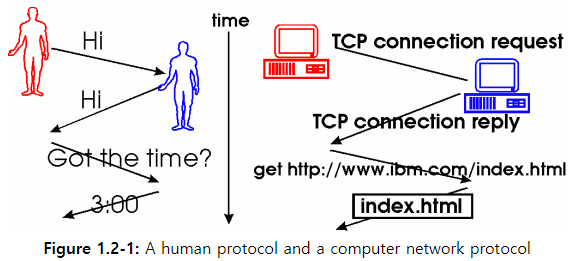 Hi
Hi
Got the time?
3:00
time
TCP connection request
TCP connection reply
get http://www.ibm.com/index.html
index.html
Figure 1.2-1: A human protocol and a computer network protocol